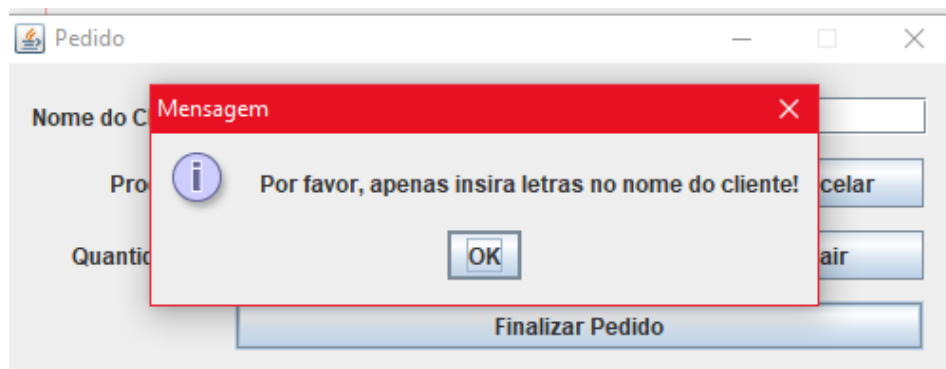 Pedido
Mensagem
Nome do C
Por favor, apenas insira letras no nome do cliente!
Pro
celar
OK
Quantid
air
Finalizar Pedido